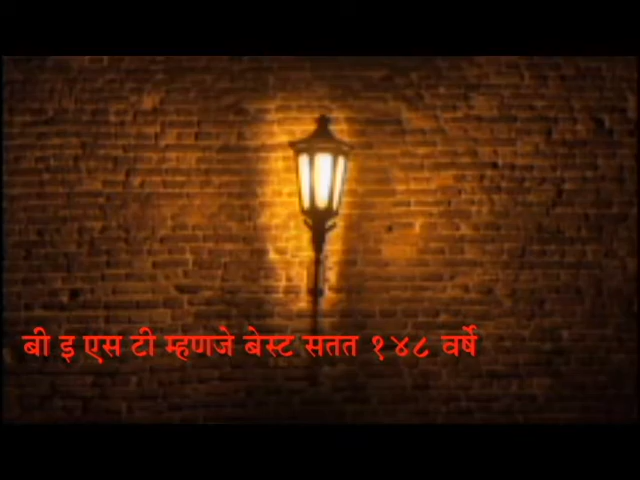 बी इ एस टी म्हणजे बेस्ट सतत १४८ वर्षे